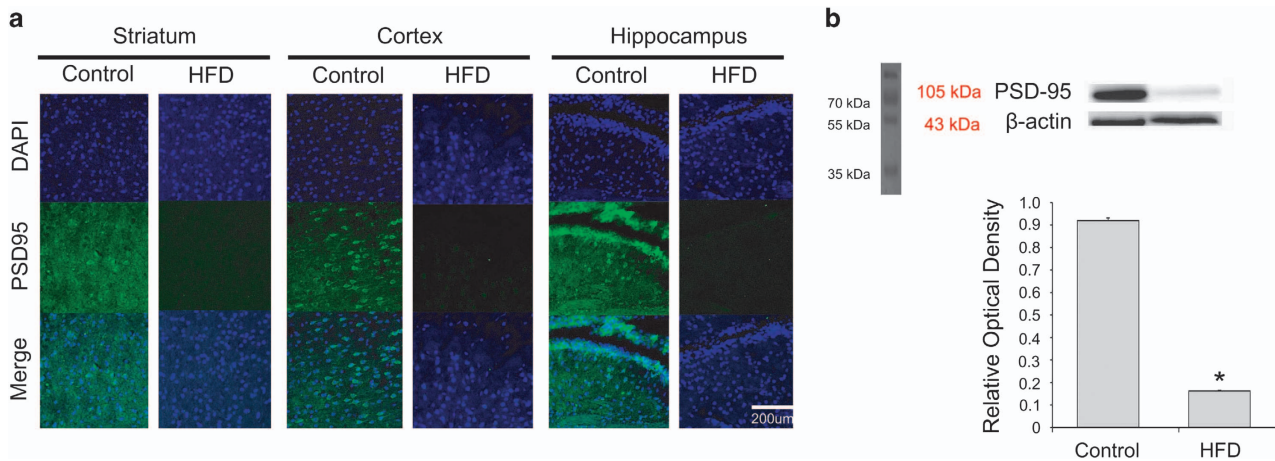 a
Striatum
Cortex
Hippocampus
Control
HFD
Control
HFD
Control
HFD
DAPI
PSD95
Merge
200um
b
70 kDa
55 kDa
35 kDa
105 kDa
PSD-95
43 kDa
β-actin
Relative Optical Density
1.0
0.9
0.8
0.7
0.6
0.5
0.4
0.3
0.2
0.1
0
*
Control
HFD